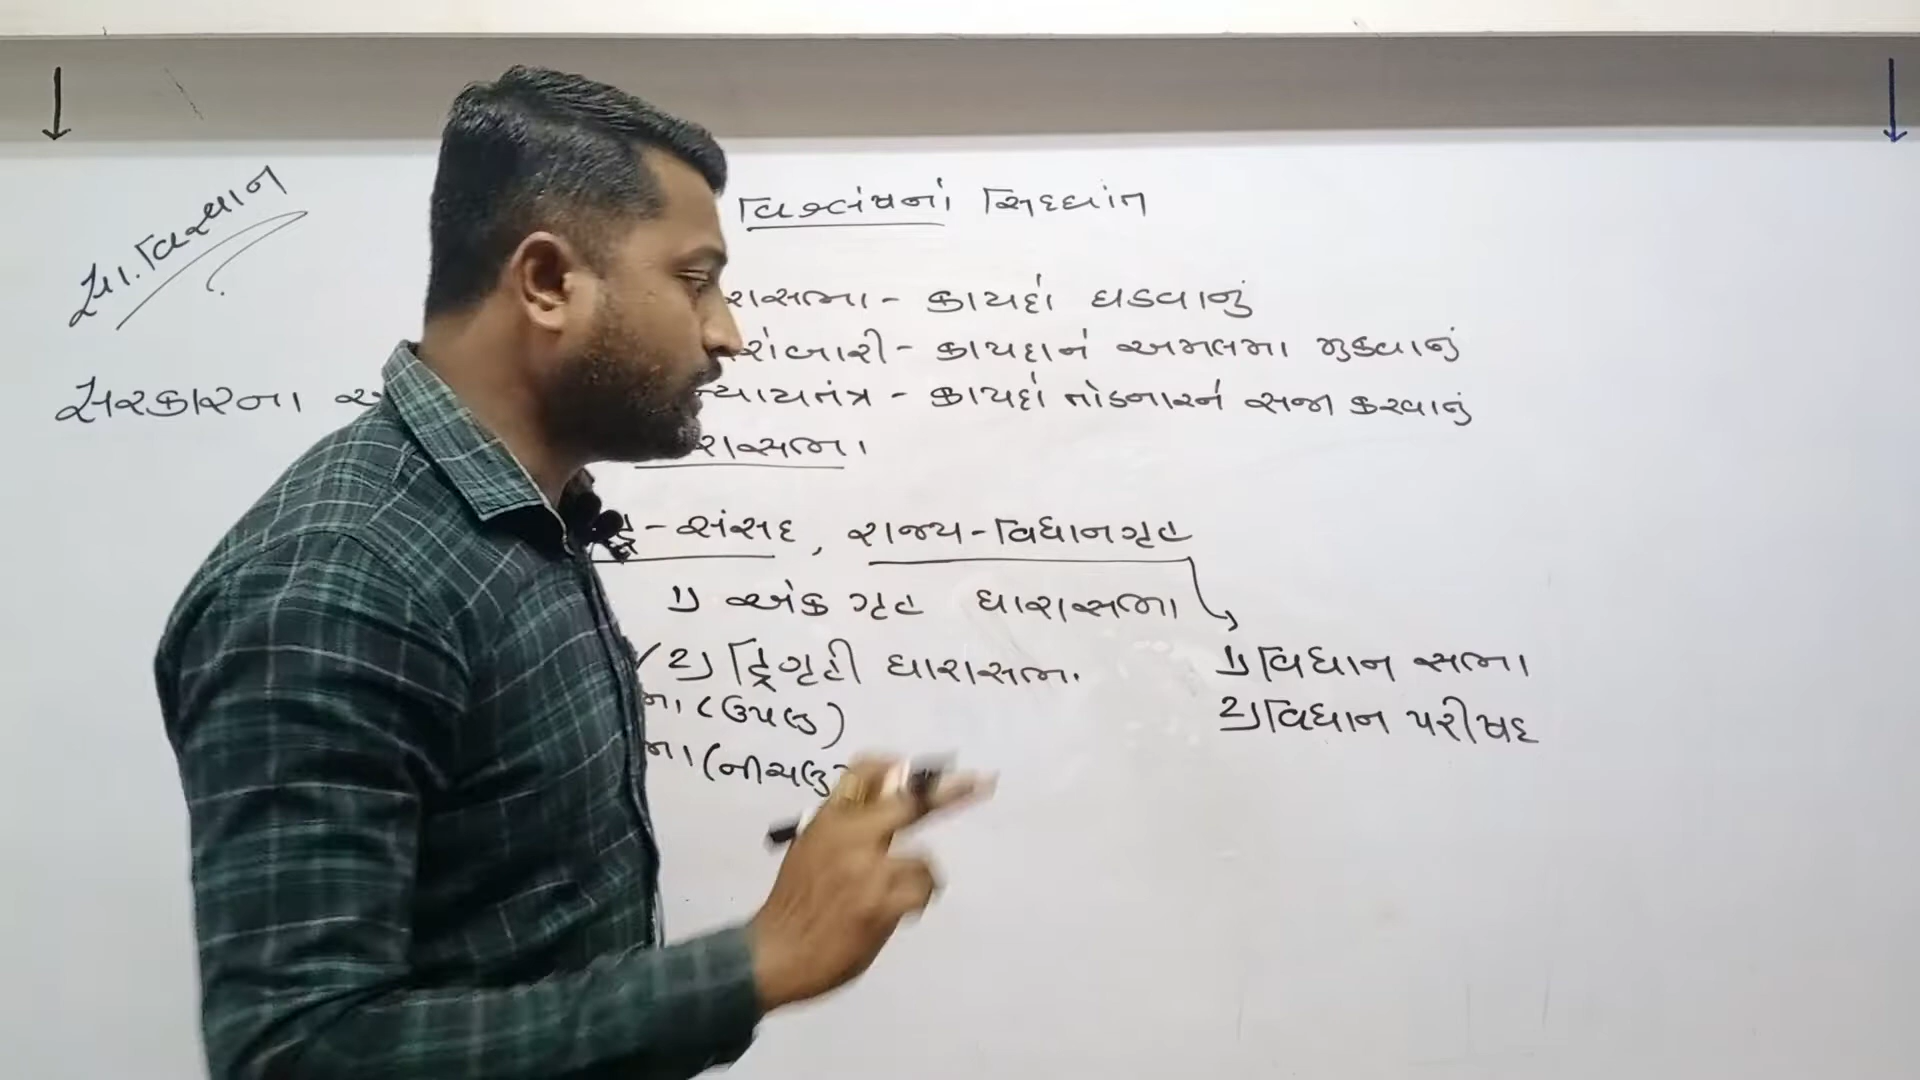 સા. વિજ્ઞાન
વિશ્લેષનો સિદ્ધાંત
રાસભા - કાયદો ઘડવાનું
રોબારી - કાયદાને અમલમા મુકવાનું
સરકારના
ન્યાયતંત્ર - કાયદો તોડનારને સજા કરવાનું
રાસભા
- સંસદ, રાજ્ય - વિધાનગૃહ
1) એક ગૃહ ધારાસભા
2) દ્વિગૃહી ધારાસભા
1) વિધાન સભા
મા (ઉપલુ)
2) વિધાન પરીષદ
મા (નીચલુ